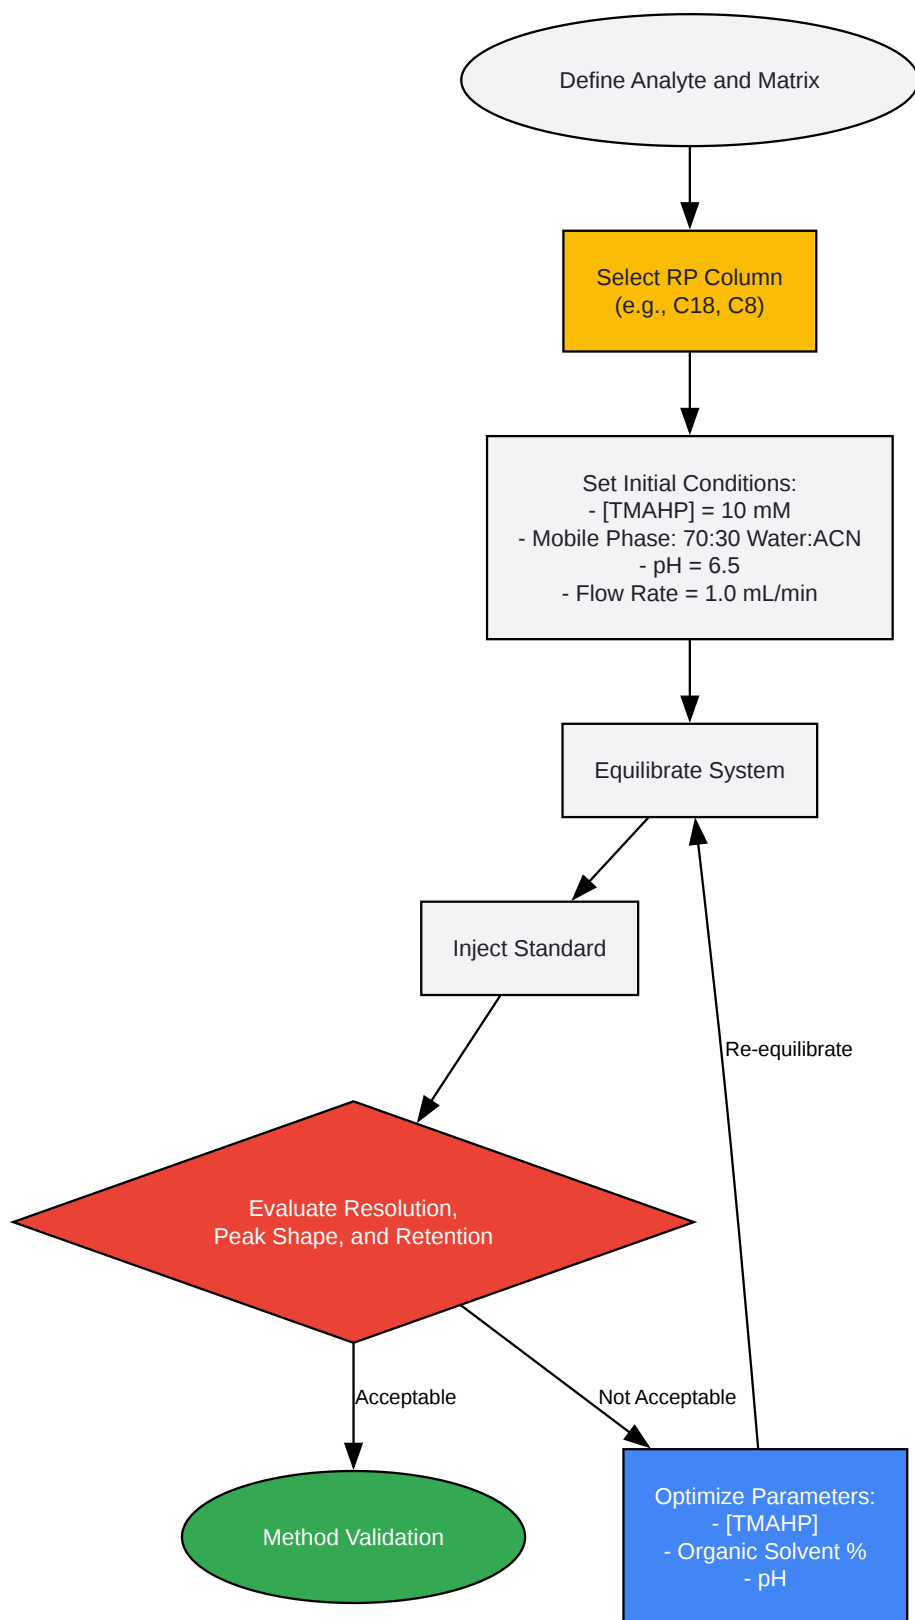 Define Analyte and Matrix
Select RP Column
(e.g., C18, C8)
Set Initial Conditions:
- [TMAHP] = 10 mM
- Mobile Phase: 70:30 Water:ACN
- pH = 6.5
- Flow Rate = 1.0 mL/min
Equilibrate System
Inject Standard
Re-equilibrate
Evaluate Resolution,
Peak Shape, and Retention
Acceptable
Not Acceptable
Method Validation
Optimize Parameters:
- [TMAHP]
- Organic Solvent %
- pH